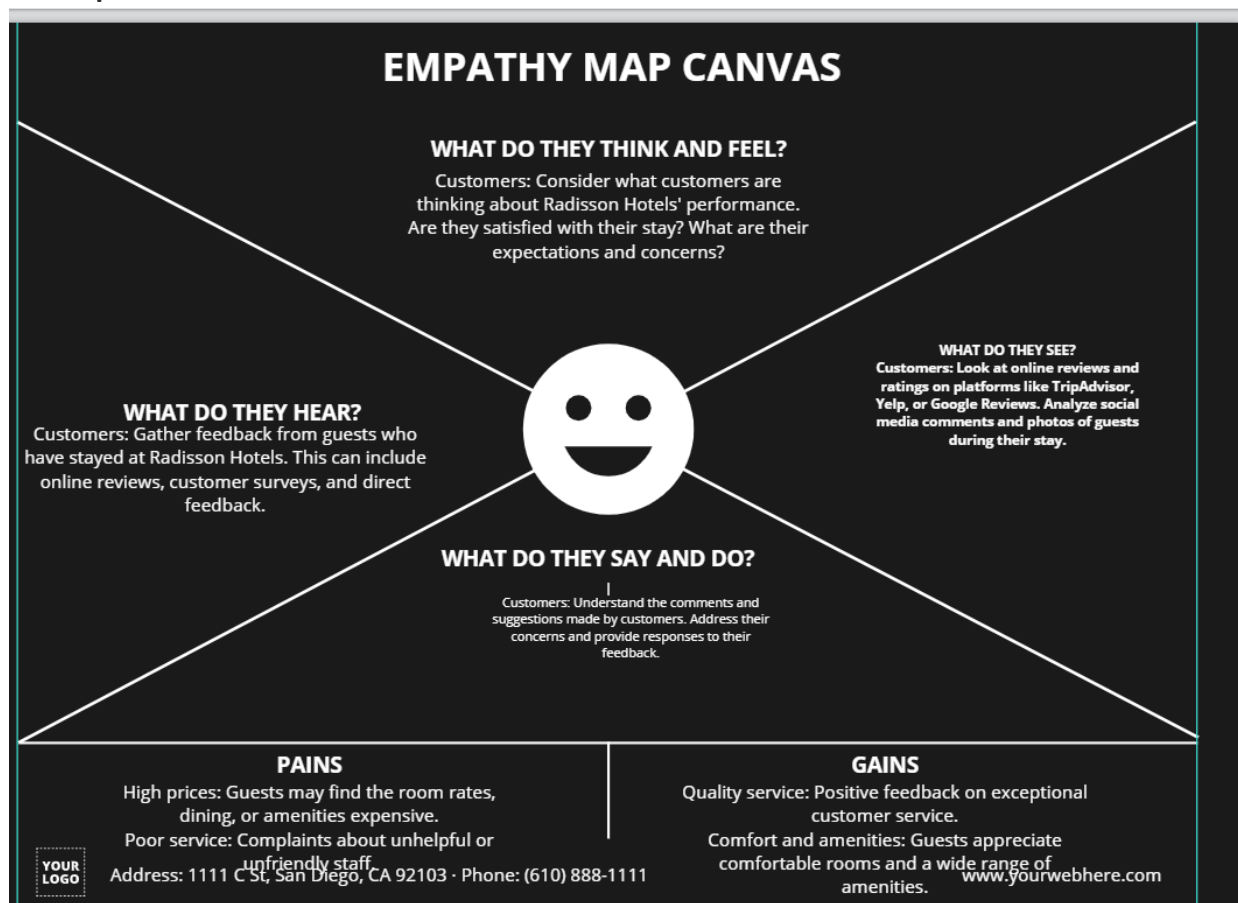 EMPATHY MAP CANVAS
WHAT DO THEY THINK AND FEEL?
Customers: Consider what customers are
thinking about Radisson Hotels' performance.
Are they satisfied with their stay? What are their
expectations and concerns?
WHAT DO THEY HEAR?
Customers: Gather feedback from guests who
have stayed at Radisson Hotels. This can include
online reviews, customer surveys, and direct
feedback.
WHAT DO THEY SEE?
Customers: Look at online reviews and
ratings on platforms like TripAdvisor,
Yelp, or Google Reviews. Analyze social
media comments and photos of guests
during their stay.
WHAT DO THEY SAY AND DO?
Customers: Understand the comments and
suggestions made by customers. Address their
concerns and provide responses to their
feedback.
PAINS
High prices: Guests may find the room rates,
dining, or amenities expensive.
Poor service: Complaints about unhelpful or
unfriendly staff.
GAINS
Quality service: Positive feedback on exceptional
customer service.
Comfort and amenities: Guests appreciate
comfortable rooms and a wide range of
amenities.
YOUR
LOGO
Address: 1111 C St, San Diego, CA 92103 · Phone: (610) 888-1111
www.yourwebhere.com